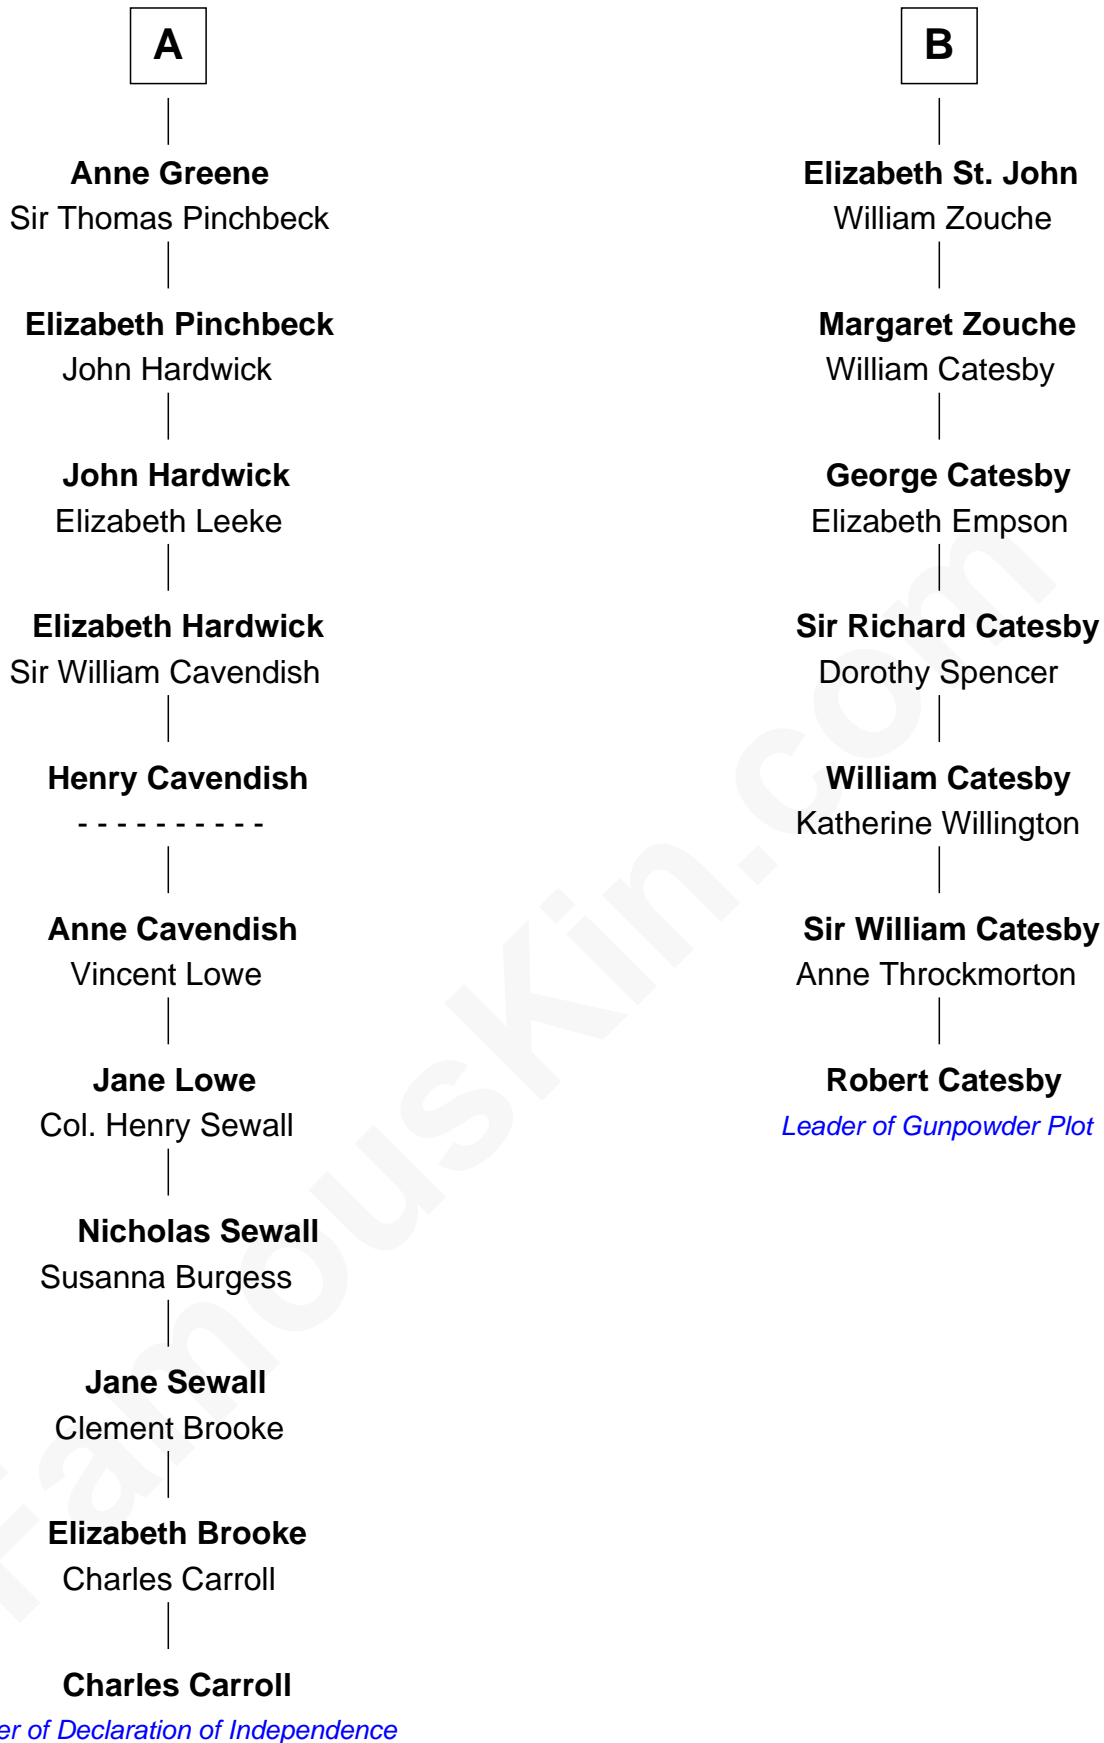 A
Anne Greene
Sir Thomas Pinchbeck
Elizabeth Pinchbeck
John Hardwick
John Hardwick
Elizabeth Leeke
Elizabeth Hardwick
Sir William Cavendish
Henry Cavendish
- - - - - - - - - -
Anne Cavendish
Vincent Lowe
Jane Lowe
Col. Henry Sewall
Nicholas Sewall
Susanna Burgess
Jane Sewall
Clement Brooke
Elizabeth Brooke
Charles Carroll
Charles Carroll
er of Declaration of Independence
B
Elizabeth St. John
William Zouche
Margaret Zouche
William Catesby
George Catesby
Elizabeth Empson
Sir Richard Catesby
Dorothy Spencer
William Catesby
Katherine Willington
Sir William Catesby
Anne Throckmorton
Robert Catesby
Leader of Gunpowder Plot
FamousKin.com